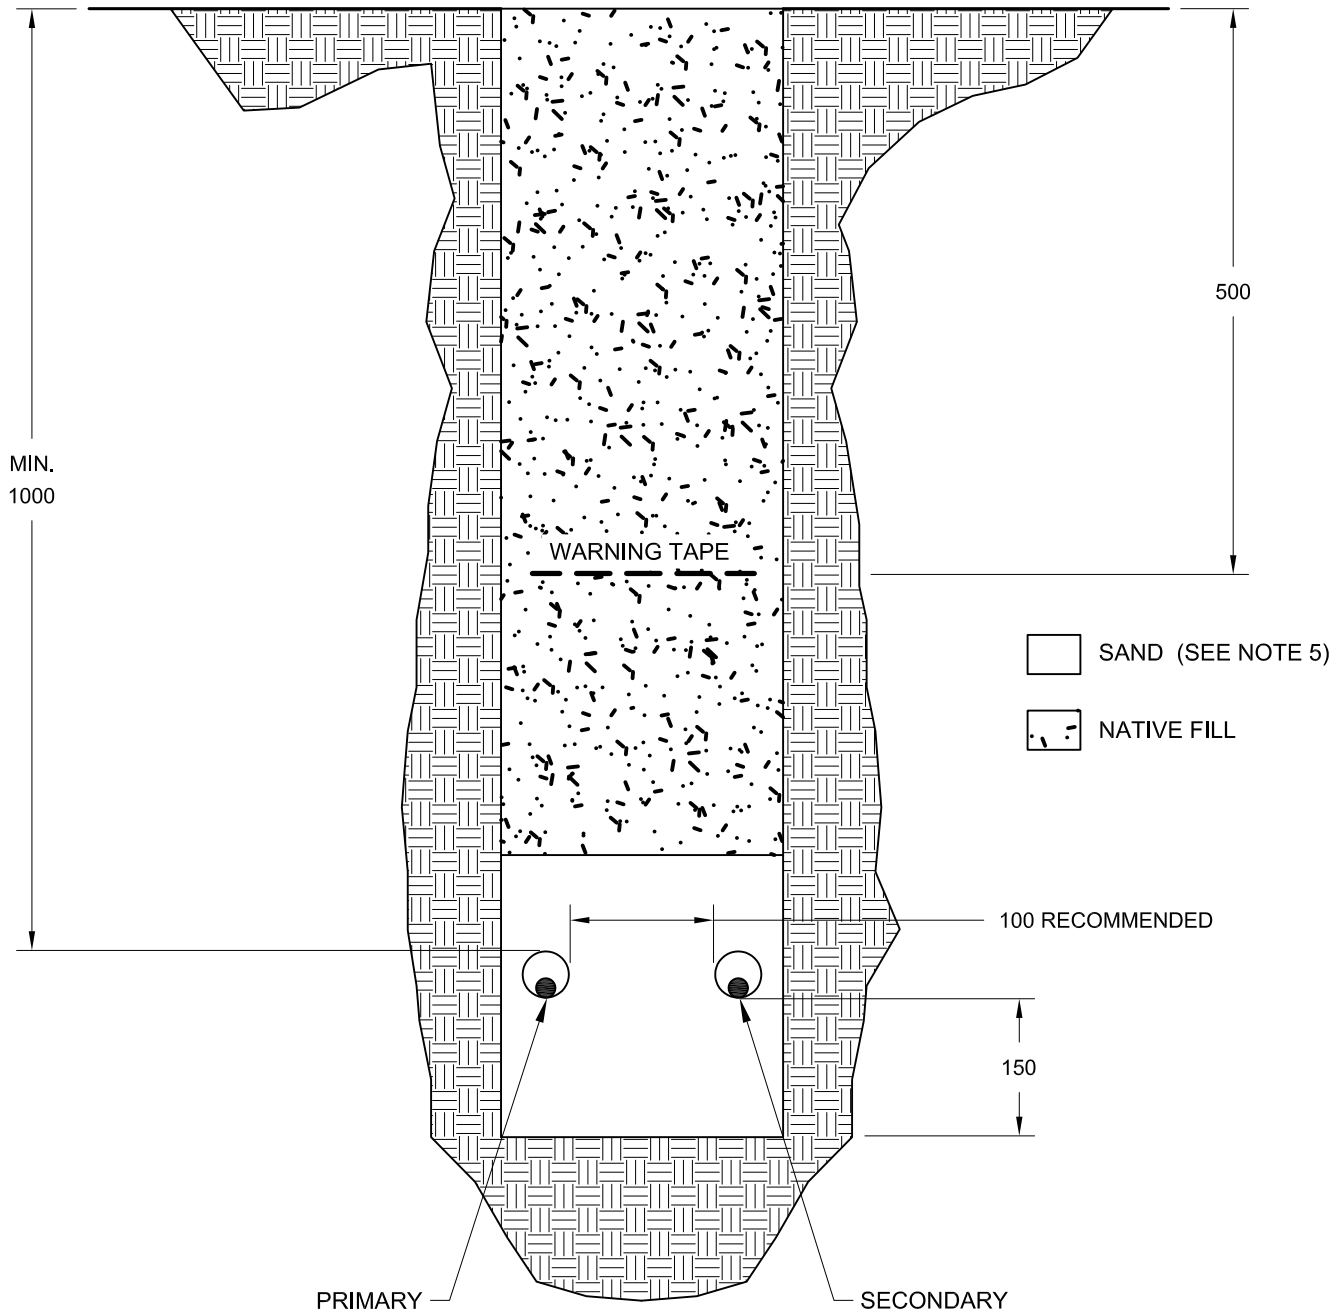 500
MIN.
1000
WARNING TAPE
SAND (SEE NOTE 5)
NATIVE FILL
100 RECOMMENDED
150
PRIMARY
SECONDARY